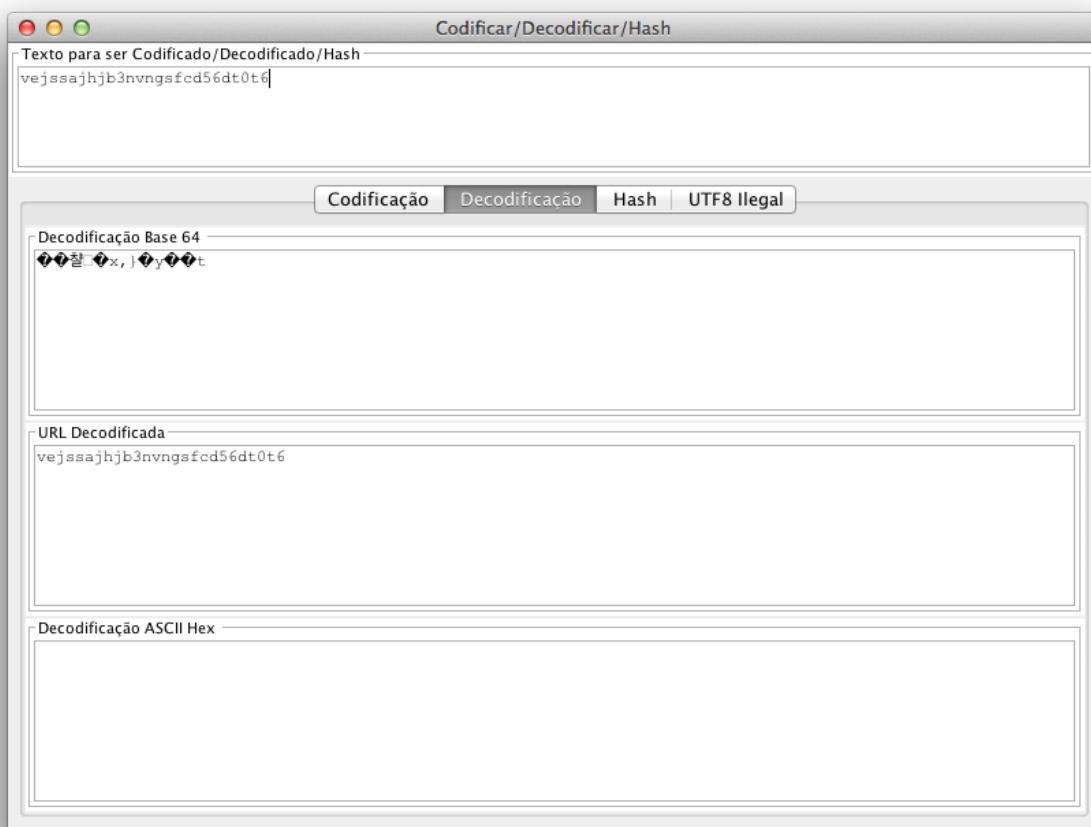 Codificar/Decodificar/Hash
Texto para ser Codificado/Decodificado/Hash
vejssajhjb3nvngsfcd56dt0t6
Codificação Decodificação Hash UTF8 Ilegal
Decodificação Base 64
��챨□�x,}�y��t
URL Decodificada
vejssajhjb3nvngsfcd56dt0t6
Decodificação ASCII Hex